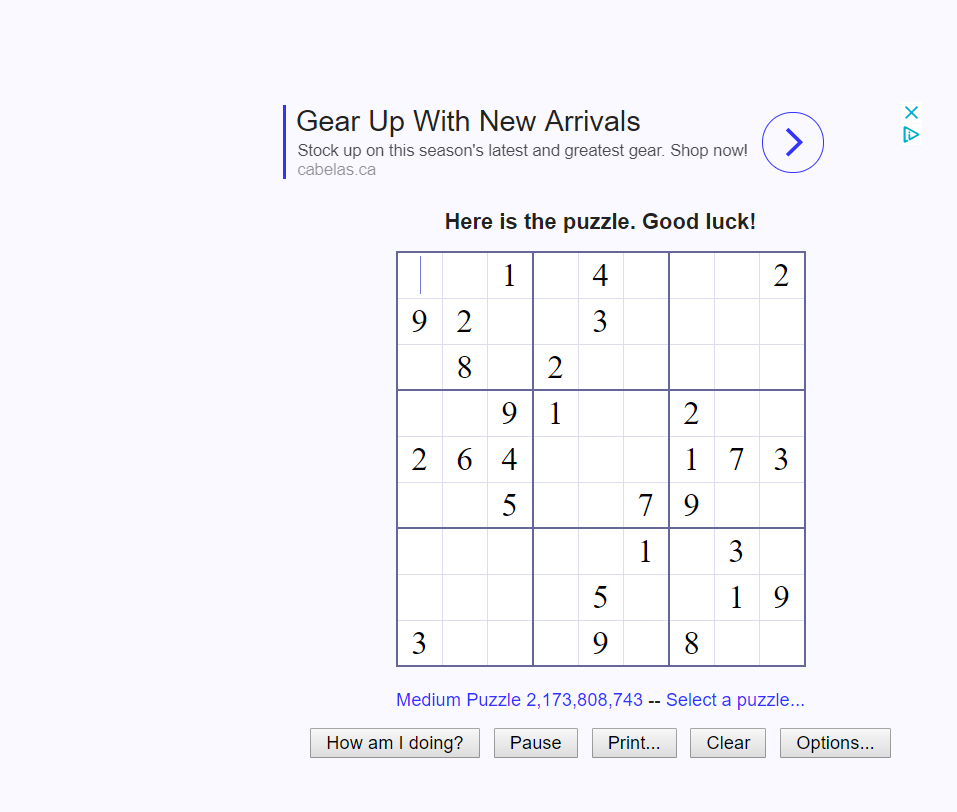 Gear Up With New Arrivals
Stock up on this season's latest and greatest gear. Shop now!
cabelas.ca
Here is the puzzle. Good luck!
1 4 2
9 2 3
8 2
9 1 2
2 6 4 1 7 3
5 7 9
1 3
5 1 9
3 9 8
Medium Puzzle 2,173,808,743 -- Select a puzzle...
How am I doing? Pause Print... Clear Options...